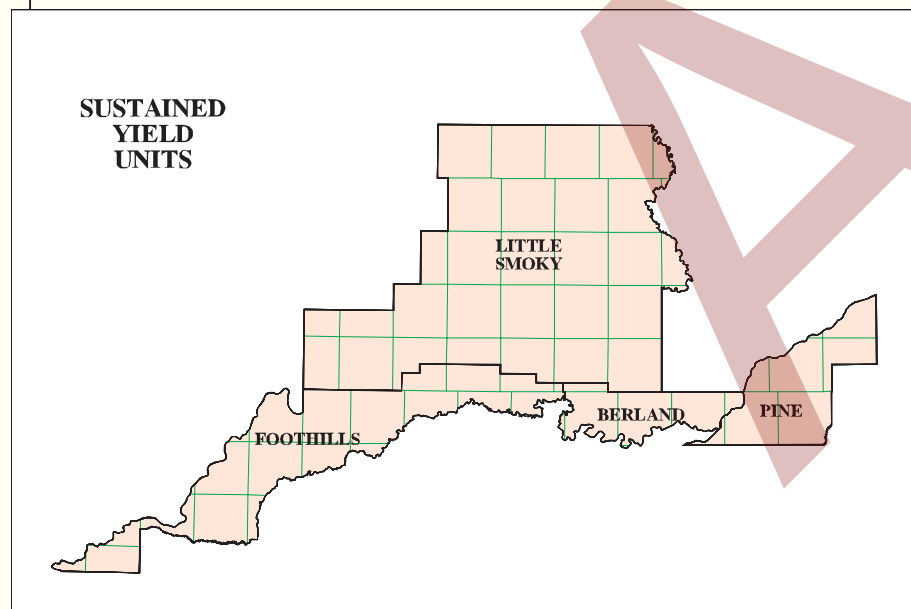 SUSTAINED
YIELD
UNITS
LITTLE
SMOKY
BERLAND
PINE
FOOTHILLS